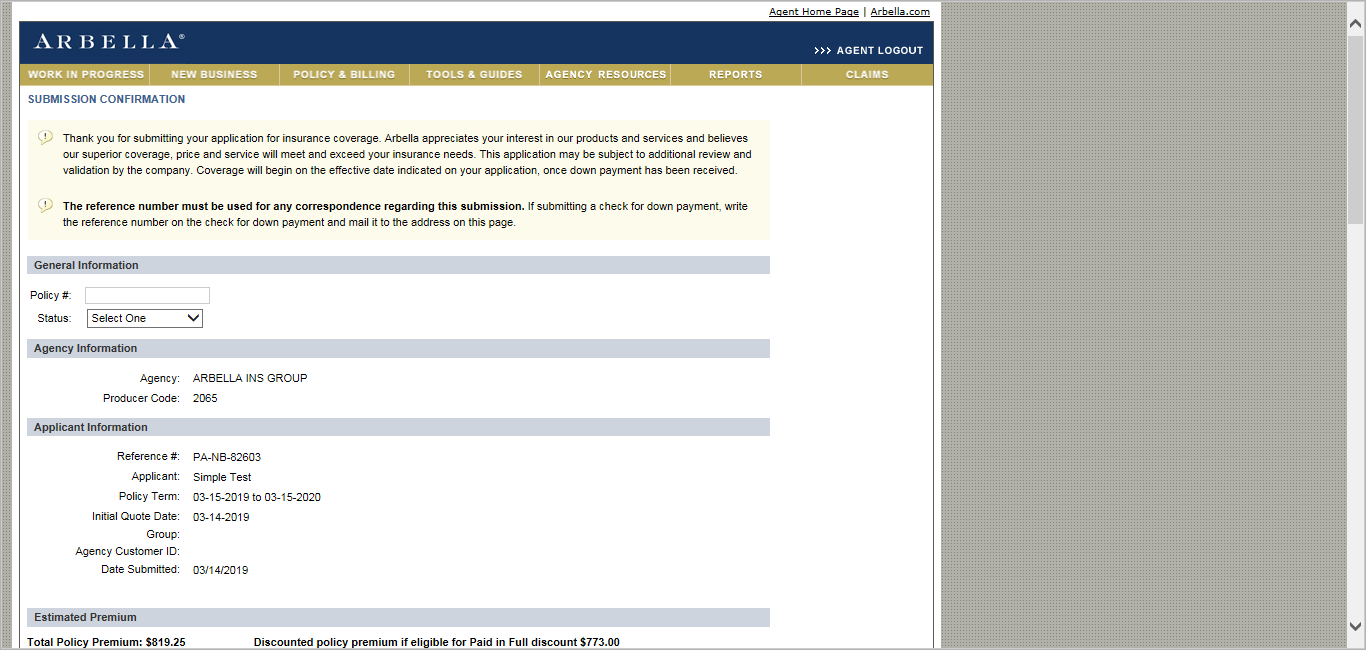 Agent Home Page | Arbella.com
ARBELLA®
>>> AGENT LOGOUT
WORK IN PROGRESS NEW BUSINESS POLICY & BILLING TOOLS & GUIDES AGENCY RESOURCES REPORTS CLAIMS
SUBMISSION CONFIRMATION
Thank you for submitting your application for insurance coverage. Arbella appreciates your interest in our products and services and believes
our superior coverage, price and service will meet and exceed your insurance needs. This application may be subject to additional review and
validation by the company. Coverage will begin on the effective date indicated on your application, once down payment has been received.
The reference number must be used for any correspondence regarding this submission. If submitting a check for down payment, write
the reference number on the check for down payment and mail it to the address on this page.
General Information
Policy #:
Status: Select One
Agency Information
Agency: ARBELLA INS GROUP
Producer Code: 2065
Applicant Information
Reference #: PA-NB-82603
Applicant: Simple Test
Policy Term: 03-15-2019 to 03-15-2020
Initial Quote Date: 03-14-2019
Group:
Agency Customer ID:
Date Submitted: 03/14/2019
Estimated Premium
Total Policy Premium: $819.25 Discounted policy premium if eligible for Paid in Full discount $773.00